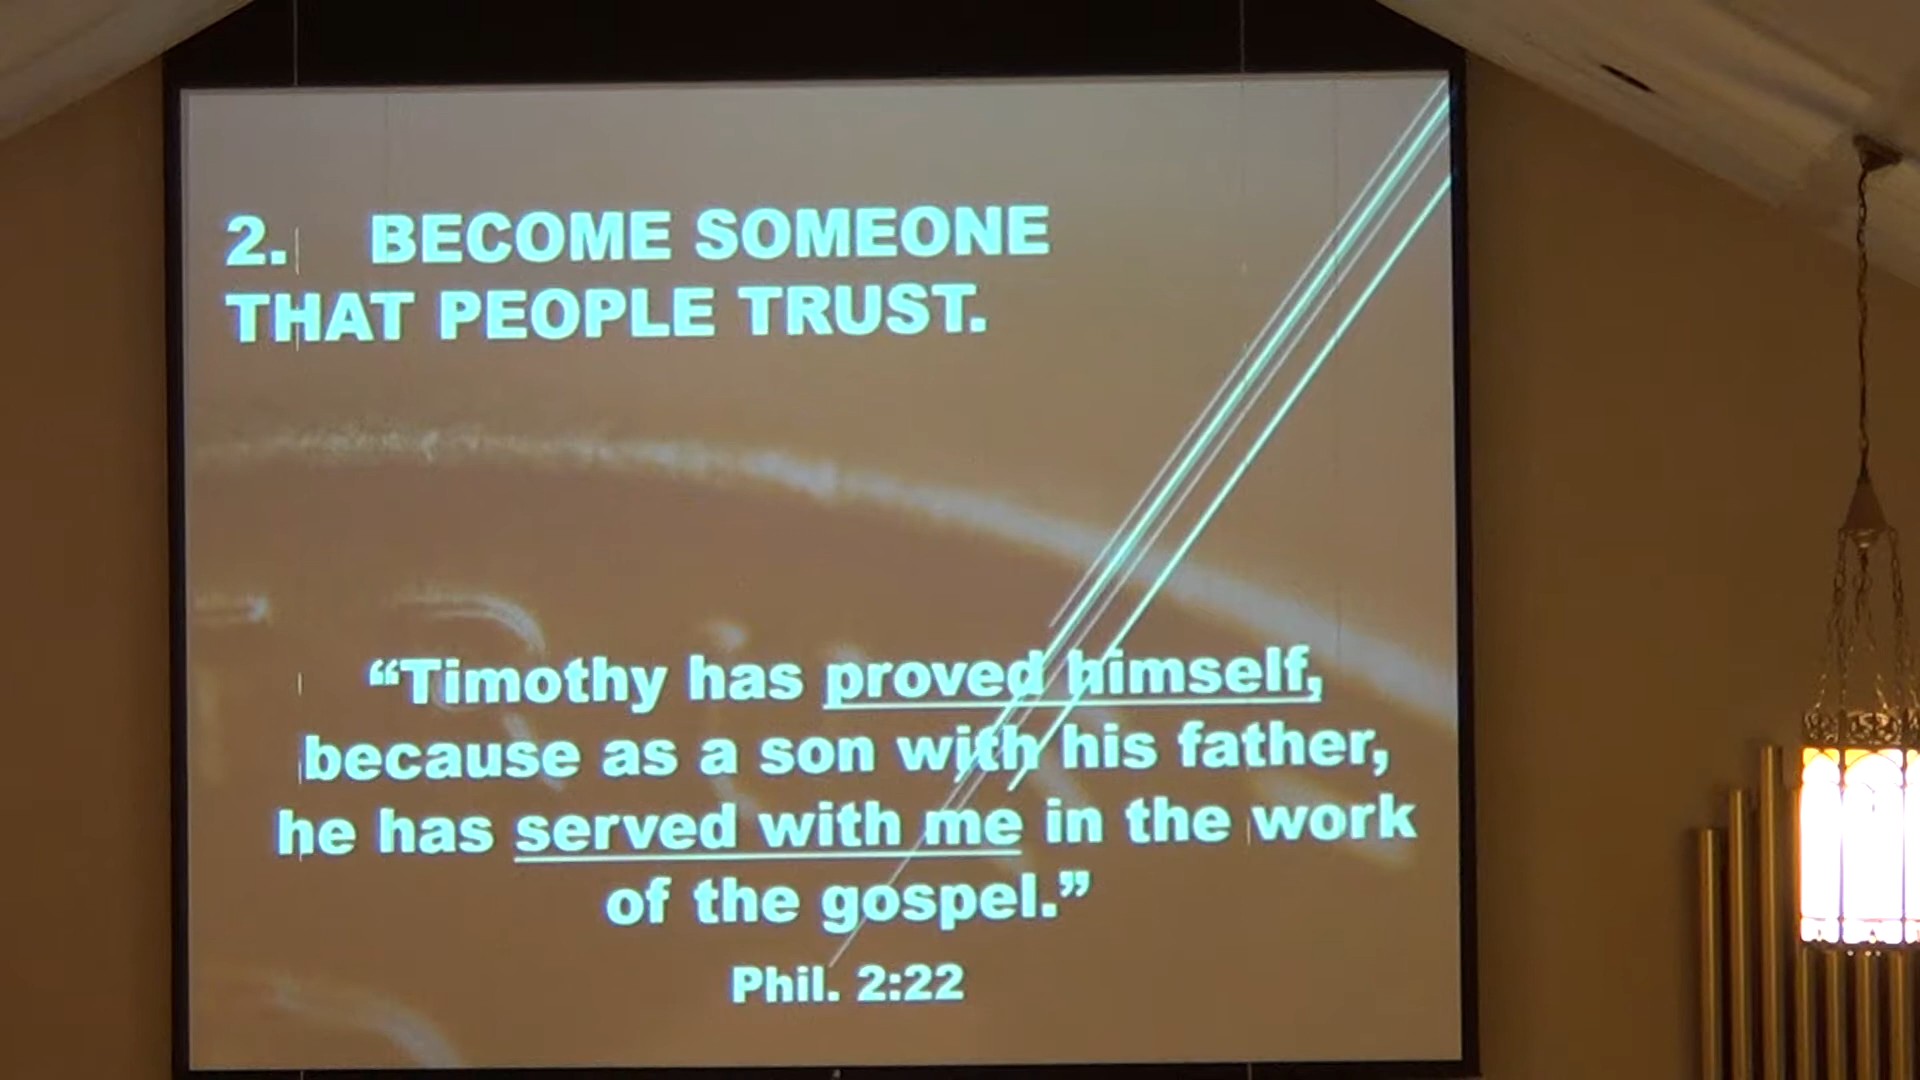 2. BECOME SOMEONE
THAT PEOPLE TRUST.
“Timothy has proved himself,
because as a son with his father,
he has served with me in the work
of the gospel.”
Phil. 2:22